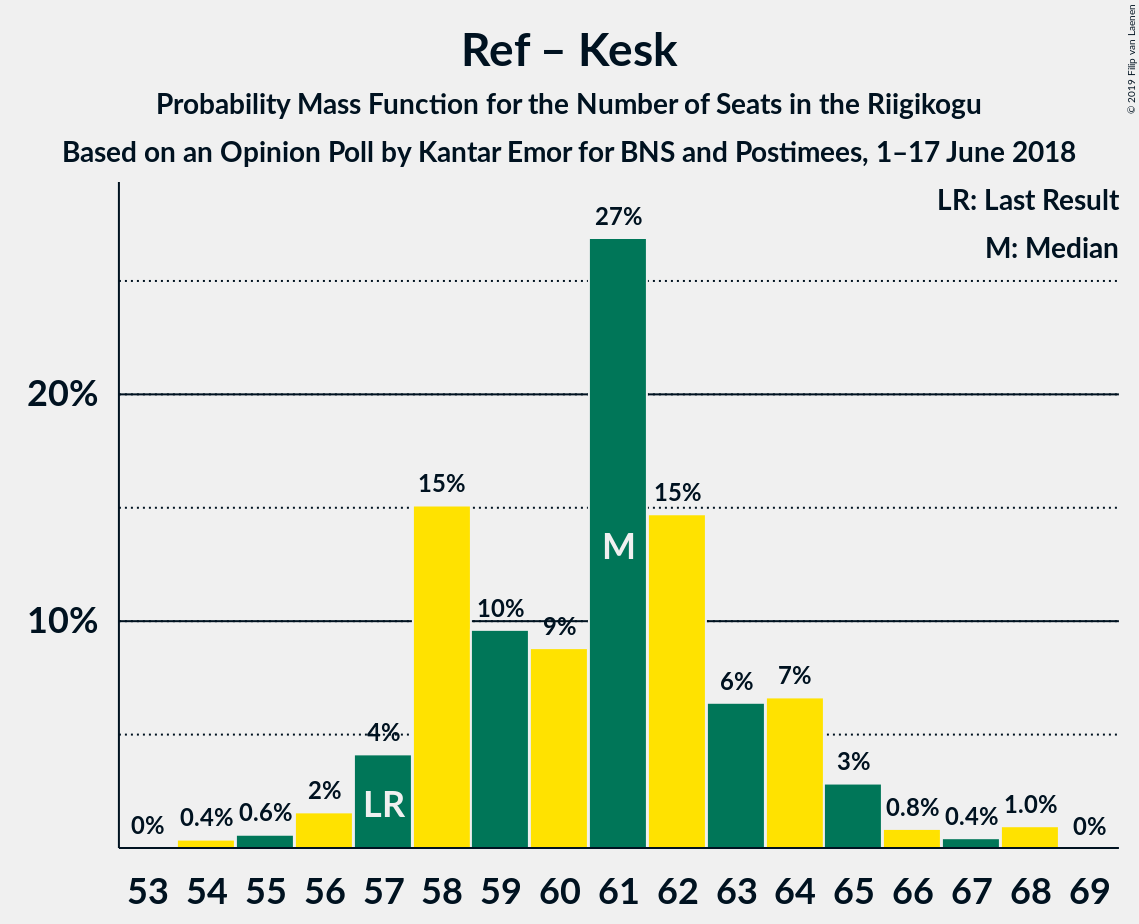 Ref – Kesk
Probability Mass Function for the Number of Seats in the Riigikogu
Based on an Opinion Poll by Kantar Emor for BNS and Postimees, 1–17 June 2018
© 2019 Filip van Laenen
LR: Last Result
M: Median
27%
20%
15%
15%
M
10%
10%
9%
7%
6%
4%
3%
2%
LR
0%
0.4%
0.6%
0.8%
0.4%
1.0%
0%
53 54 55 56 57 58 59 60 61 62 63 64 65 66 67 68 69